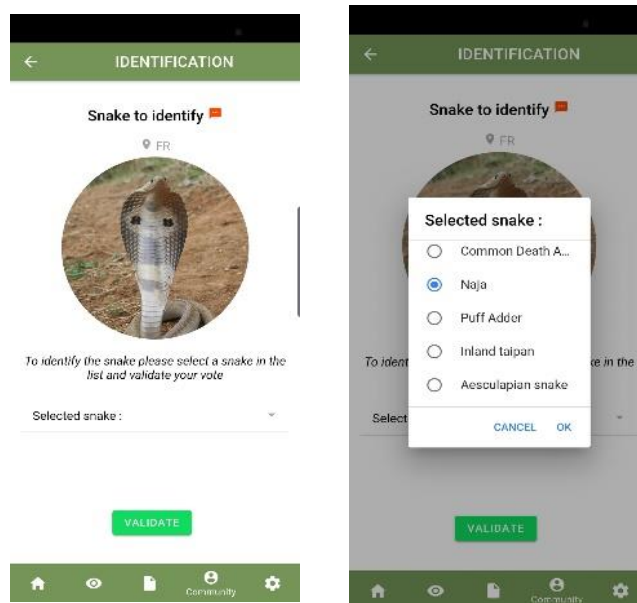 IDENTIFICATION
Snake to identify
FR
To identify the snake please select a snake in the
list and validate your vote
Selected snake :
VALIDATE
Community
IDENTIFICATION
Snake to identify
FR
Selected snake :
Common Death A...
Naja
Puff Adder
Inland taipan
Aesculapian snake
CANCEL OK
To ident
ke in the
Select
VALIDATE
Community